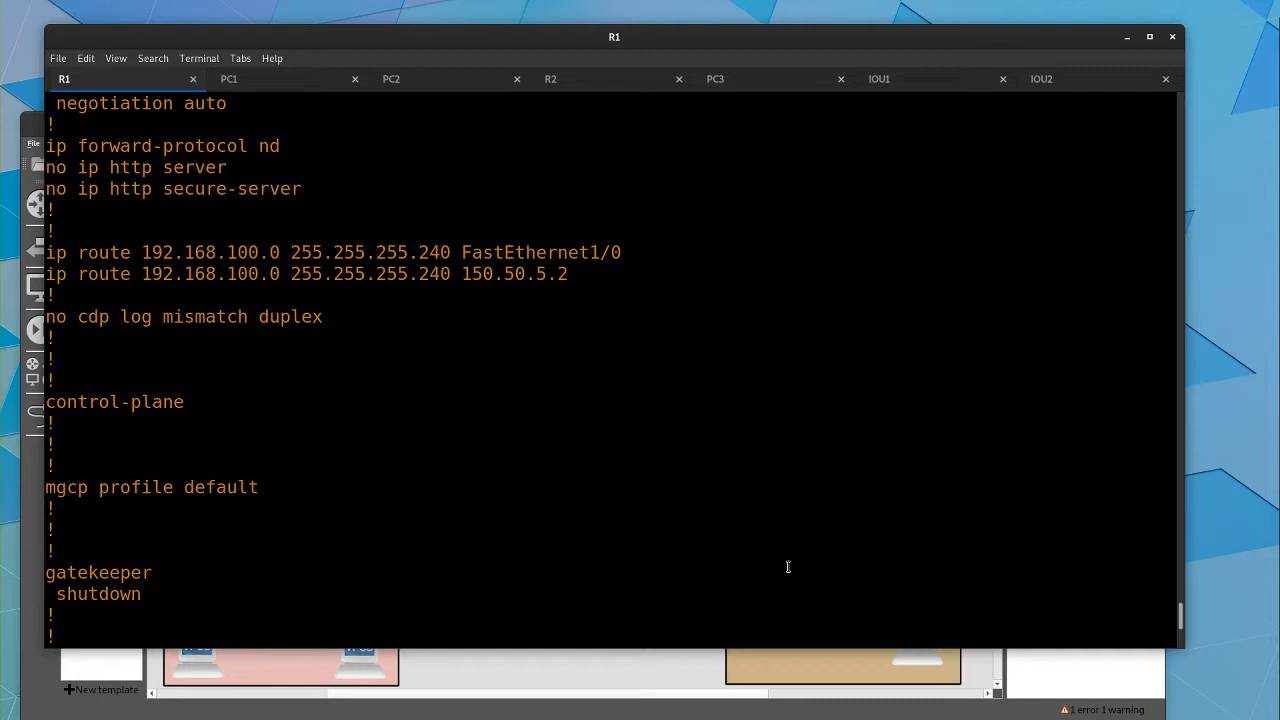 R1
File Edit View Search Terminal Tabs Help
R1 PC1 PC2 R2 PC3 IOU1 IOU2
negotiation auto
!
ip forward-protocol nd
no ip http server
no ip http secure-server
!
!
ip route 192.168.100.0 255.255.255.240 FastEthernet1/0
ip route 192.168.100.0 255.255.255.240 150.50.5.2
!
no cdp log mismatch duplex
!
!
!
control-plane
!
!
!
mgcp profile default
!
!
!
gatekeeper
shutdown
!
!
File
New template
1 error 1 warning